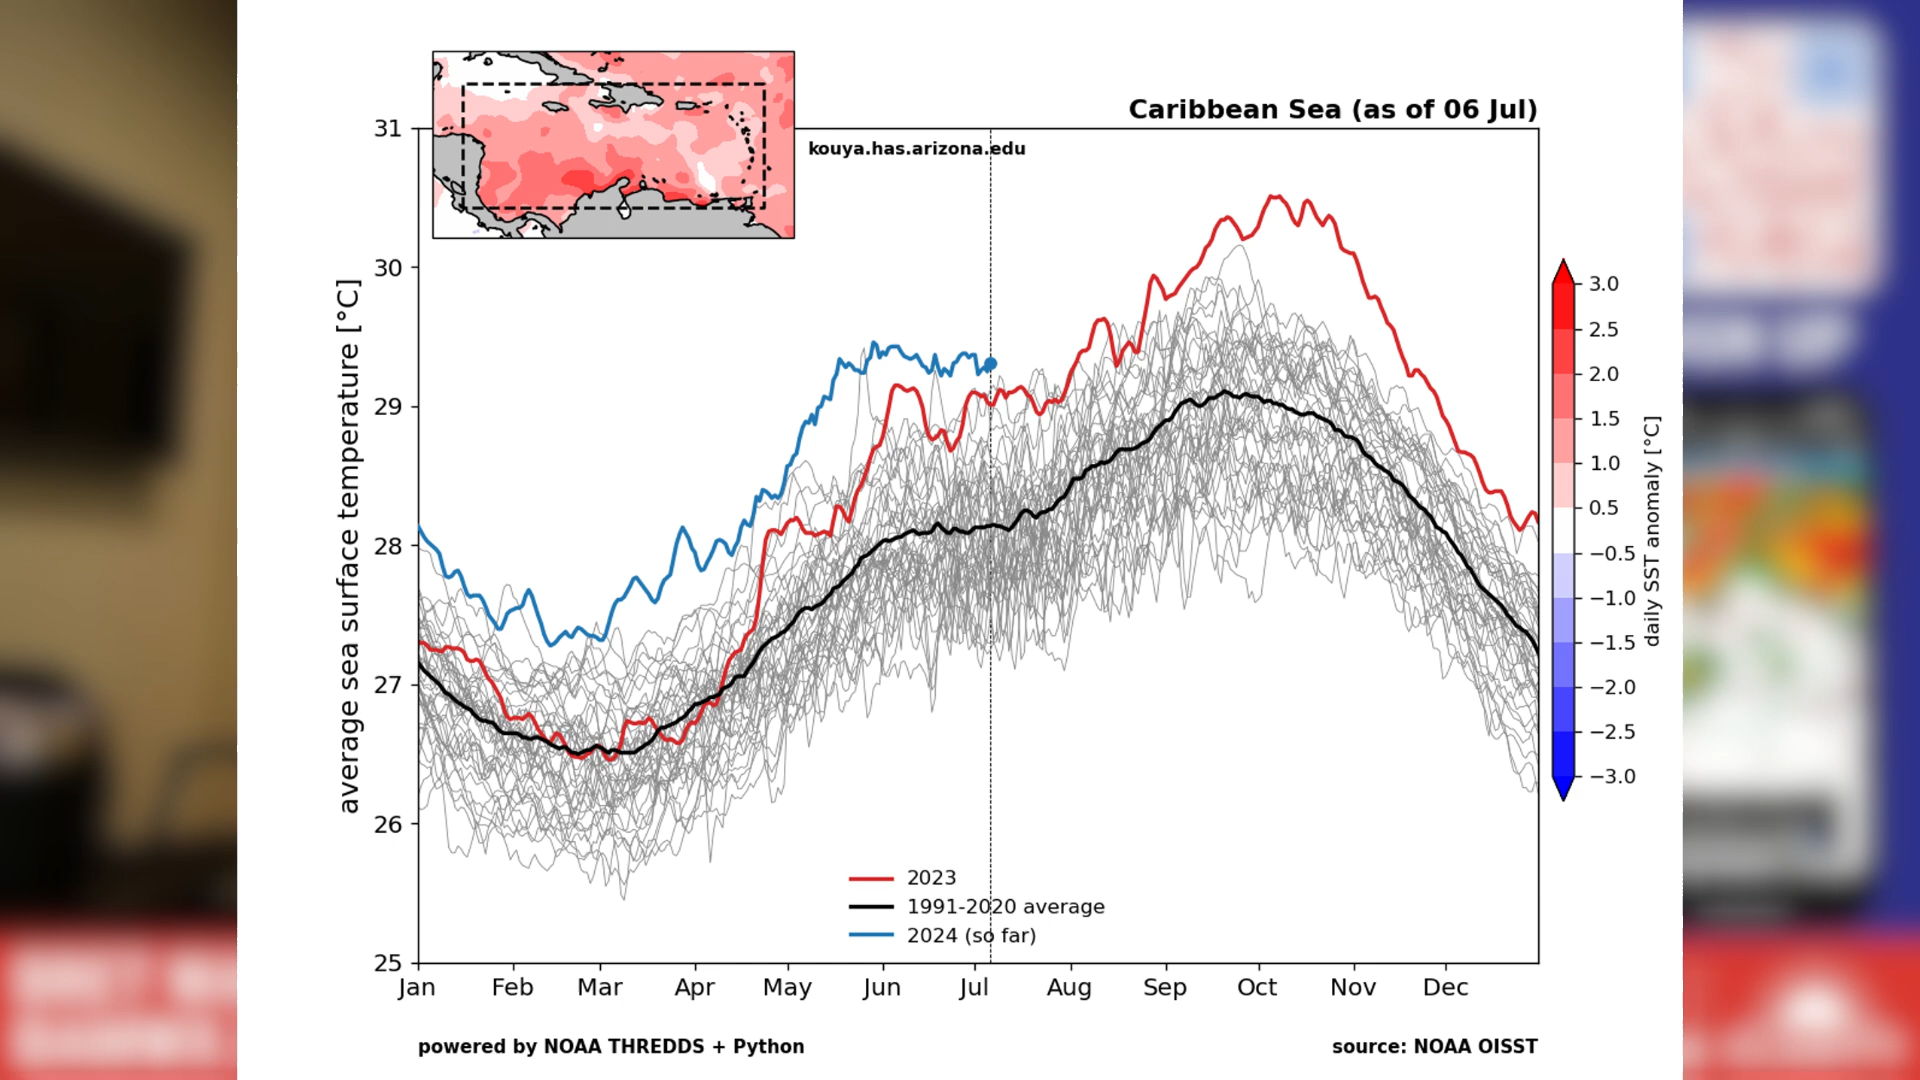 Caribbean Sea (as of 06 Jul)
kouya.has.arizona.edu
average sea surface temperature [°C]
31
30
29
28
27
26
25
Jan Feb Mar Apr May Jun Jul Aug Sep Oct Nov Dec
2023
1991-2020 average
2024 (so far)
3.0
2.5
2.0
1.5
1.0
0.5
−0.5
−1.0
−1.5
−2.0
−2.5
−3.0
daily SST anomaly [°C]
powered by NOAA THREDDS + Python
source: NOAA OISST